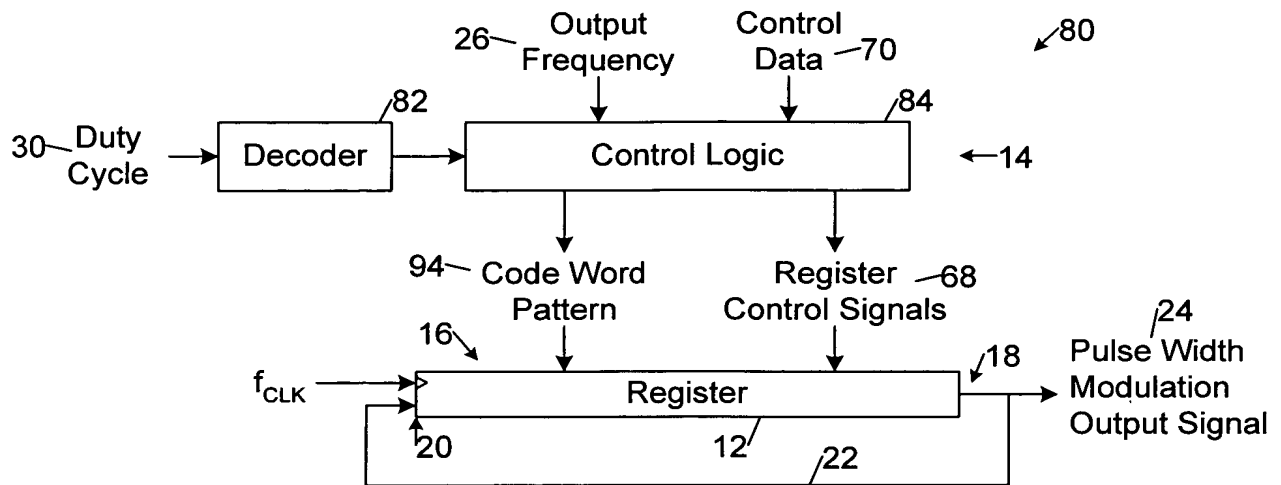 Output
Frequency
26
Control
Data
70
80
30
Duty
Cycle
82
Decoder
84
Control Logic
14
94
Code Word
Pattern
Register
Control Signals
68
16
18
24
Pulse Width
Modulation
Output Signal
fCLK
Register
20
12
22